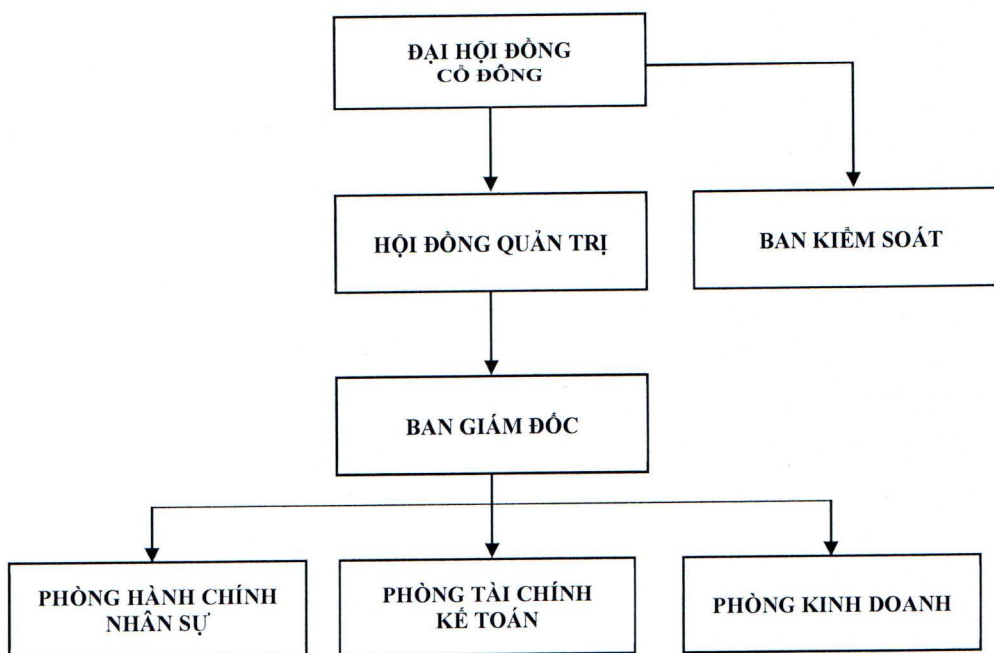 ĐẠI HỘI ĐỒNG
CỔ ĐÔNG
HỘI ĐỒNG QUẢN TRỊ
BAN KIỂM SOÁT
BAN GIÁM ĐỐC
PHÒNG HÀNH CHÍNH
NHÂN SỰ
PHÒNG TÀI CHÍNH
KẾ TOÁN
PHÒNG KINH DOANH